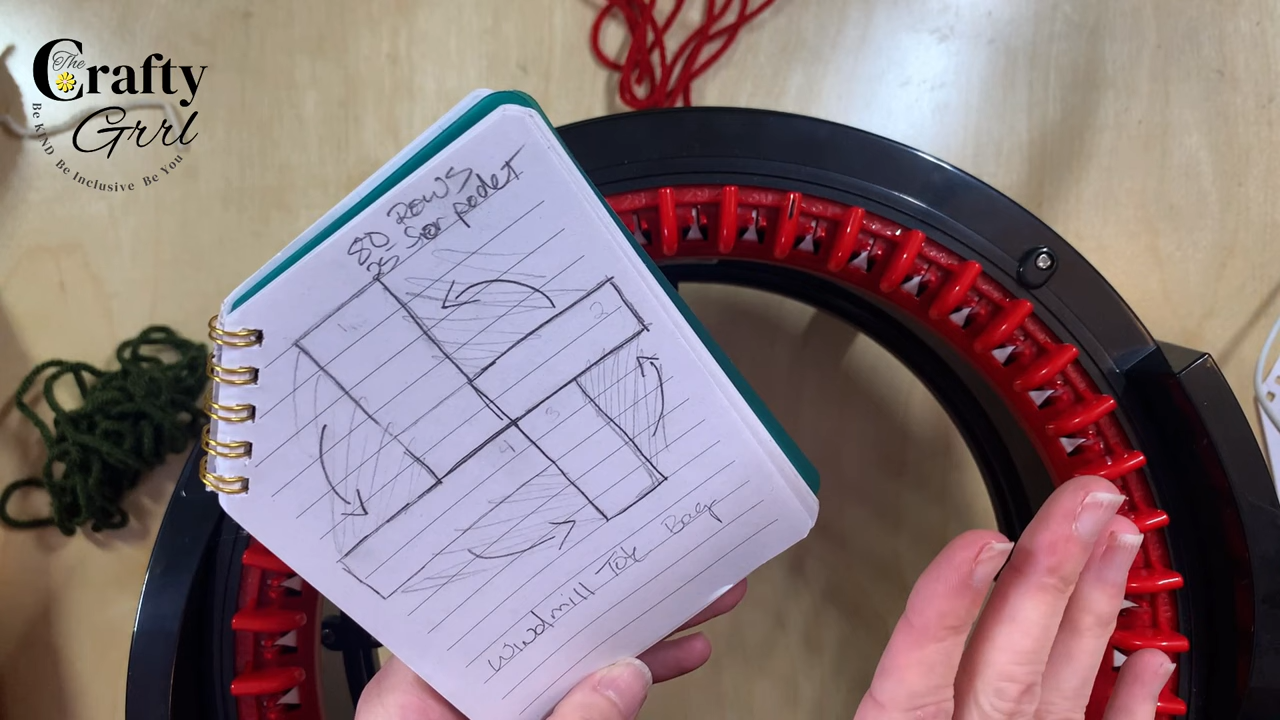 The
Crafty
Grrl
Be KIND Be Inclusive Be You
80 ROWS
25 for pocket
1
2
3
4
Windmill Tote Bag